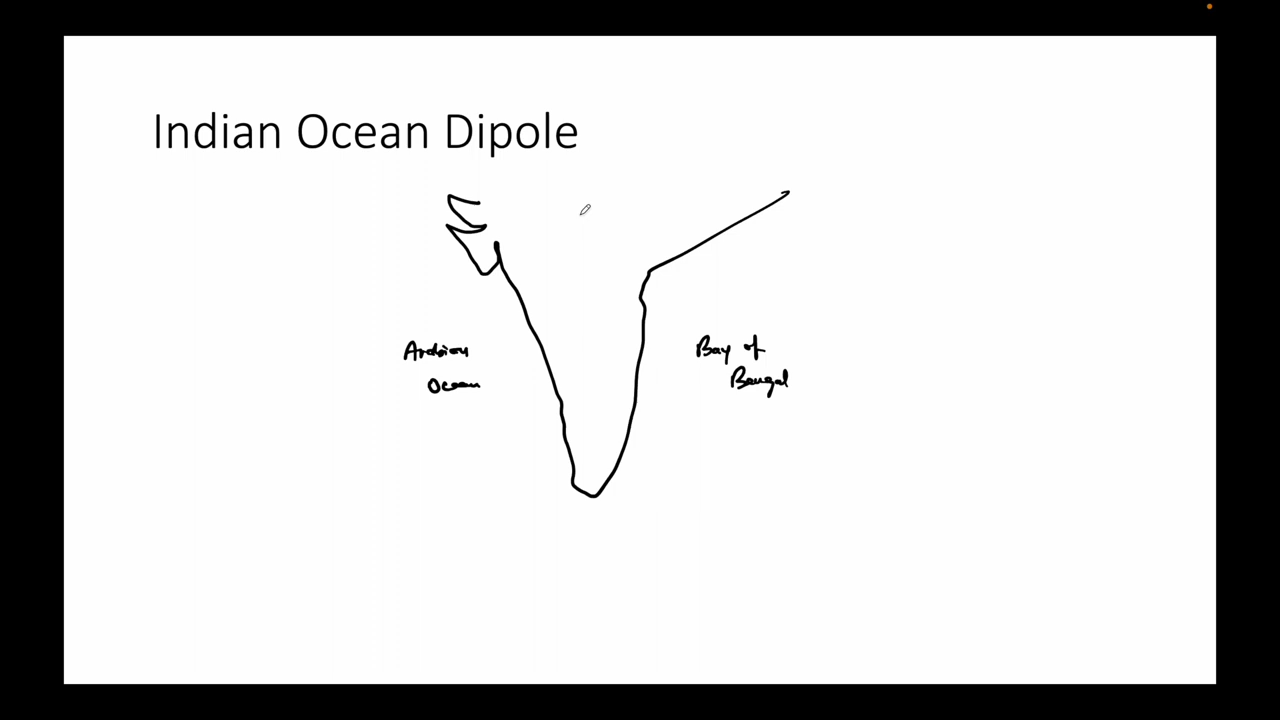 Indian Ocean Dipole
Arabian
Ocean
Bay of
Bengal